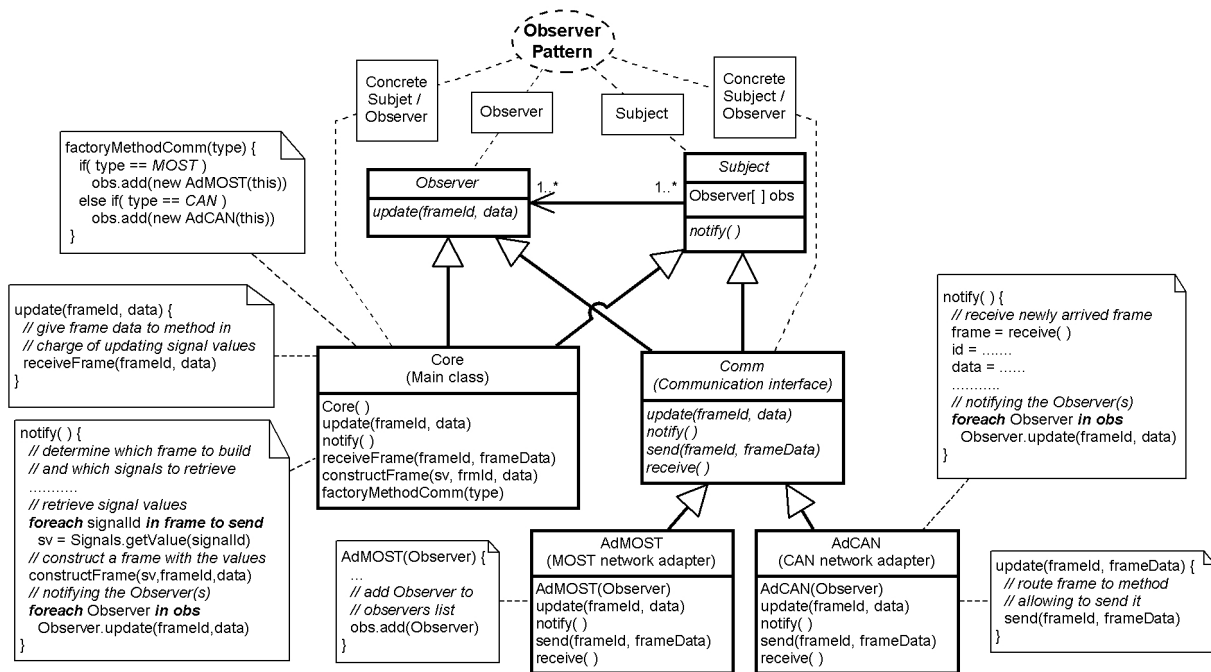 Observer
Pattern
Concrete
Subjet /
Observer
Observer
Subject
Concrete
Subject /
Observer
factoryMethodComm(type) {
if( type == MOST )
obs.add(new AdMOST(this))
else if( type == CAN )
obs.add(new AdCAN(this))
}
Observer
update(frameId, data)
1..*
1..*
Subject
Observer[ ] obs
notify( )
update(frameId, data) {
// give frame data to method in
// charge of updating signal values
receiveFrame(frameId, data)
}
notify( ) {
// determine which frame to build
// and which signals to retrieve
...........
// retrieve signal values
foreach signalId in frame to send
sv = Signals.getValue(signalId)
// construct a frame with the values
constructFrame(sv,frameId,data)
// notifying the Observer(s)
foreach Observer in obs
Observer.update(frameId,data)
}
Core
(Main class)
Core( )
update(frameId, data)
notify( )
receiveFrame(frameId, frameData)
constructFrame(sv, frmId, data)
factoryMethodComm(type)
Comm
(Communication interface)
update(frameId, data)
notify( )
send(frameId, frameData)
receive( )
notify( ) {
// receive newly arrived frame
frame = receive( )
id = .......
data = ......
...........
// notifying the Observer(s)
foreach Observer in obs
Observer.update(frameId, data)
}
AdMOST(Observer) {
...
// add Observer to
// observers list
obs.add(Observer)
}
AdMOST
(MOST network adapter)
AdMOST(Observer)
update(frameId, data)
notify( )
send(frameId, frameData)
receive( )
AdCAN
(CAN network adapter)
AdCAN(Observer)
update(frameId, data)
notify( )
send(frameId, frameData)
receive( )
update(frameId, frameData) {
// route frame to method
// allowing to send it
send(frameId, frameData)
}